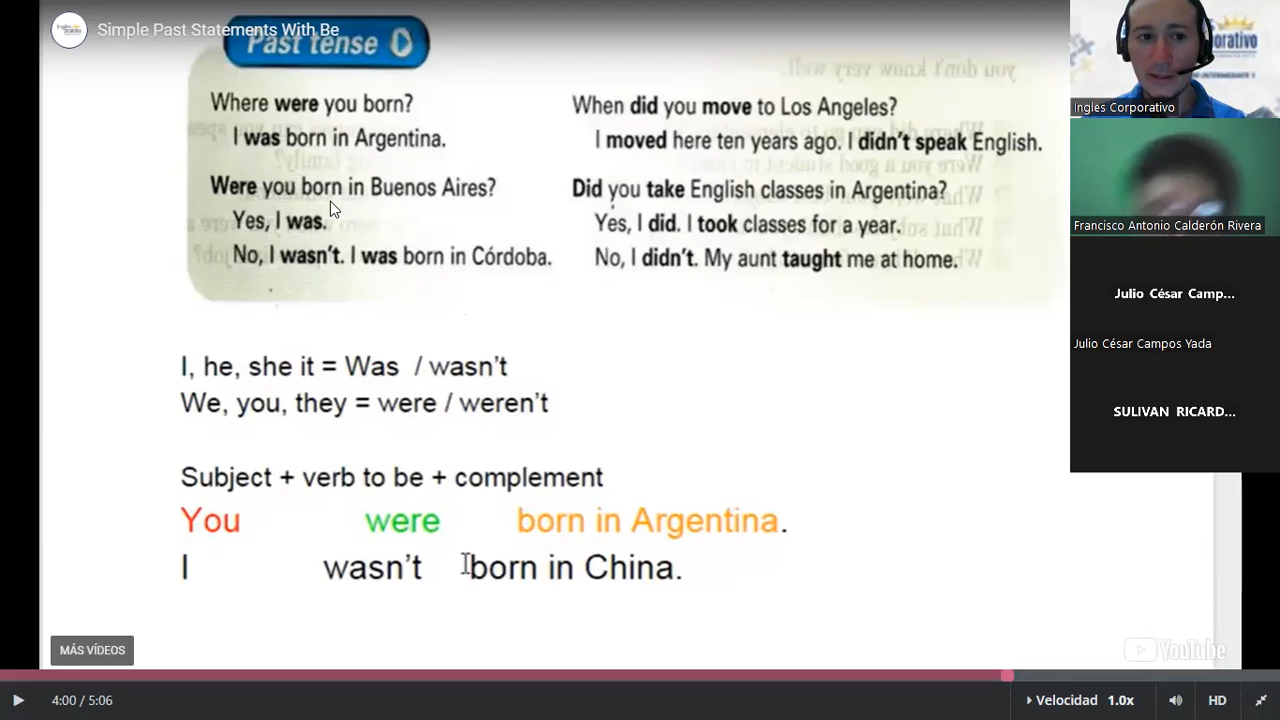 Simple Past Statements With Be
Past tense
Where were you born?
I was born in Argentina.
Were you born in Buenos Aires?
Yes, I was.
No, I wasn't. I was born in Córdoba.
When did you move to Los Angeles?
I moved here ten years ago. I didn't speak English.
Did you take English classes in Argentina?
Yes, I did. I took classes for a year.
No, I didn't. My aunt taught me at home.
I, he, she it = Was / wasn't
We, you, they = were / weren't
Subject + verb to be + complement
You were born in Argentina.
I wasn't born in China.
Ingles Corporativo
Francisco Antonio Calderón Rivera
Julio César Camp...
Julio César Campos Yada
SULIVAN RICARD...
MÁS VÍDEOS
YouTube
4:00 / 5:06
Velocidad 1.0x
HD